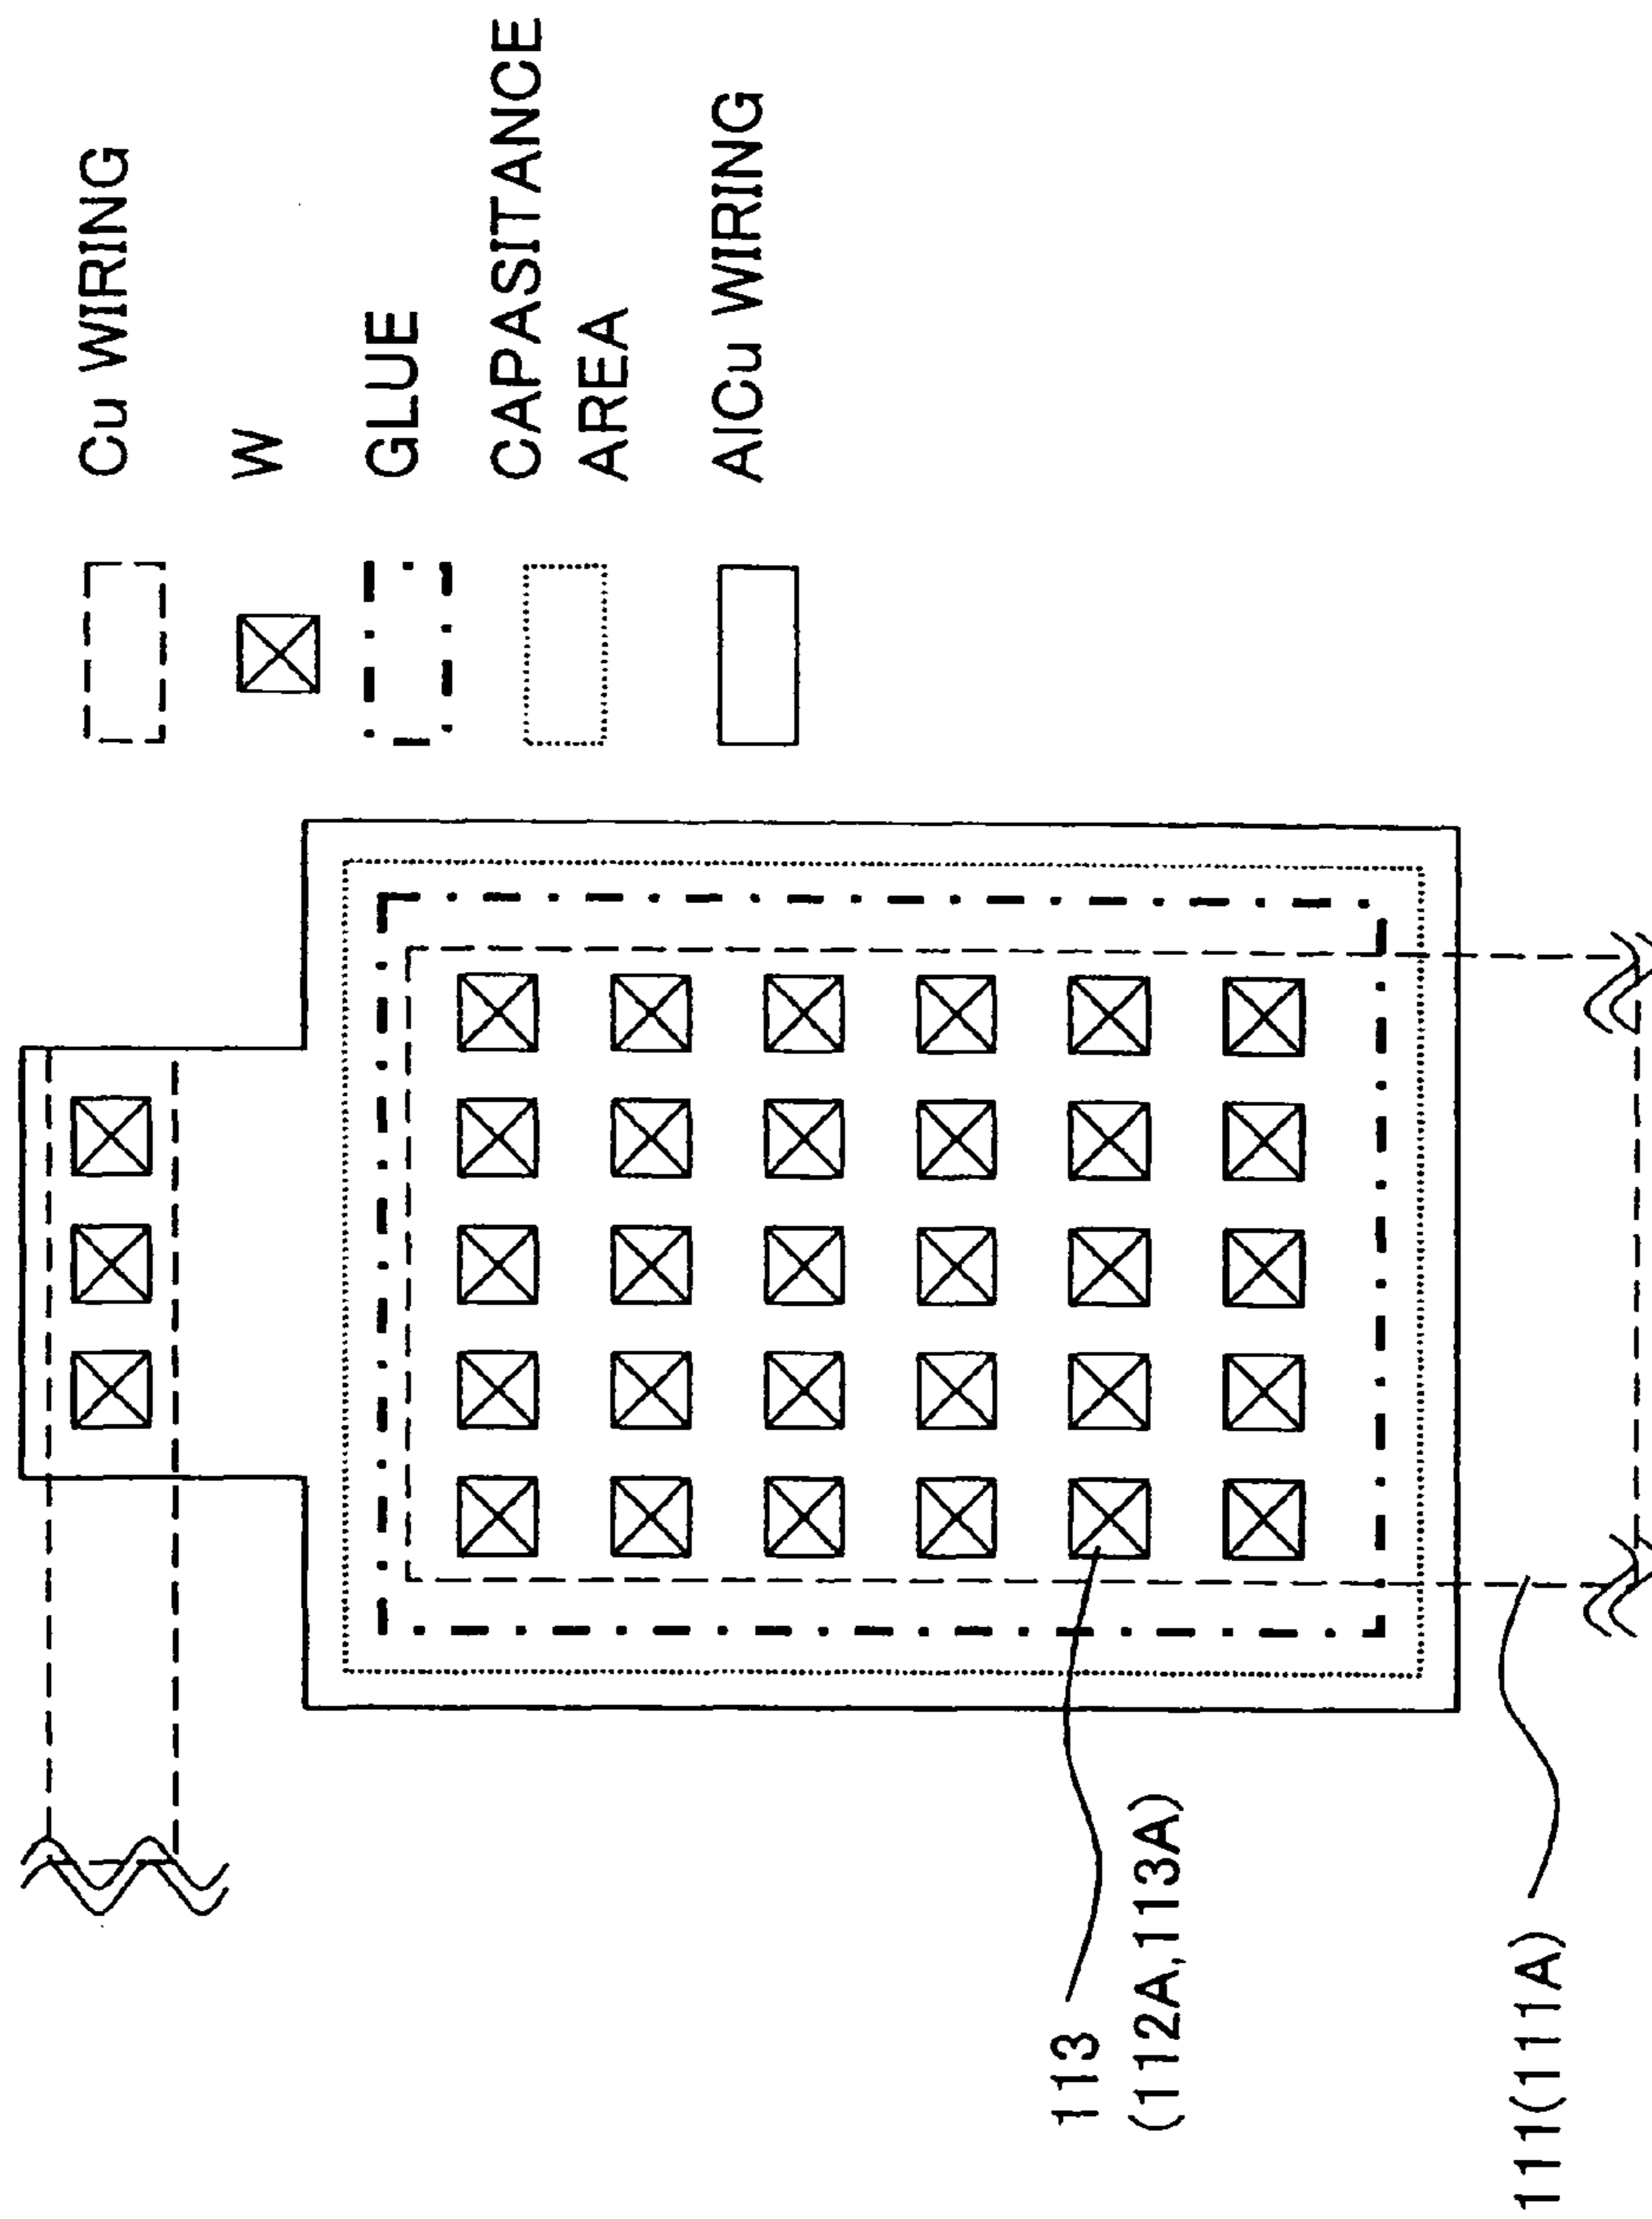 Cu WIRING
W
GLUE
CAPASITANCE
AREA
AlCu WIRING
113
(112A,113A)
111(111A)